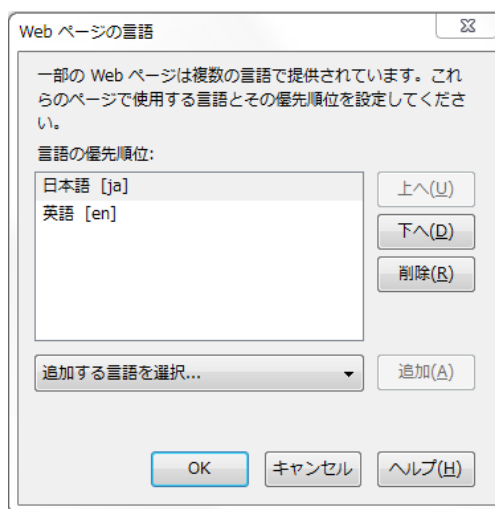 Web ページの言語
一部の Web ページは複数の言語で提供されています。これ
らのページで使用する言語とその優先順位を設定してくださ
い。
言語の優先順位:
日本語 [ja]
英語 [en]
上へ(U)
下へ(D)
削除(R)
追加する言語を選択...
追加(A)
OK
キャンセル
ヘルプ(H)